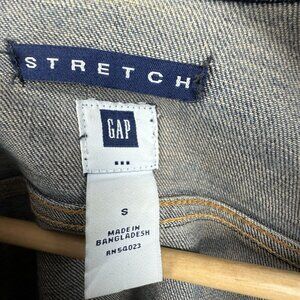 STRETCH
GAP
S
MADE IN
BANGLADESH
RN 54023